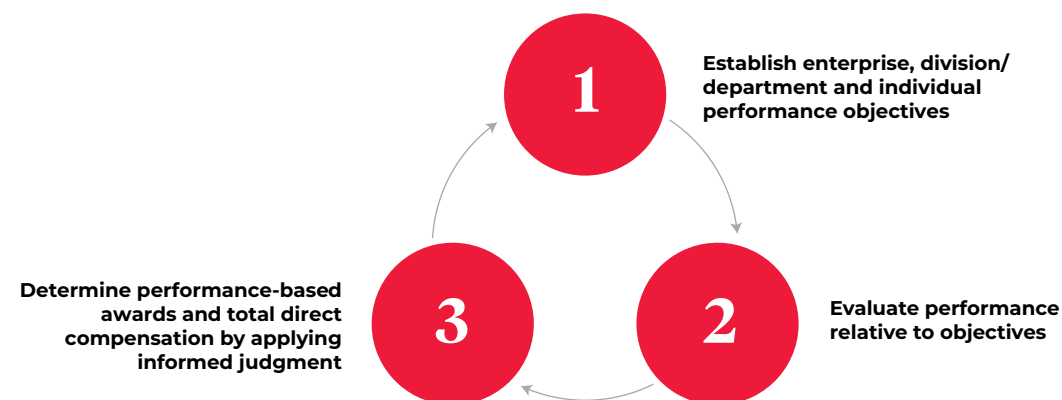 1
Establish enterprise, division/
department and individual
performance objectives
2
Evaluate performance
relative to objectives
3
Determine performance-based
awards and total direct
compensation by applying
informed judgment